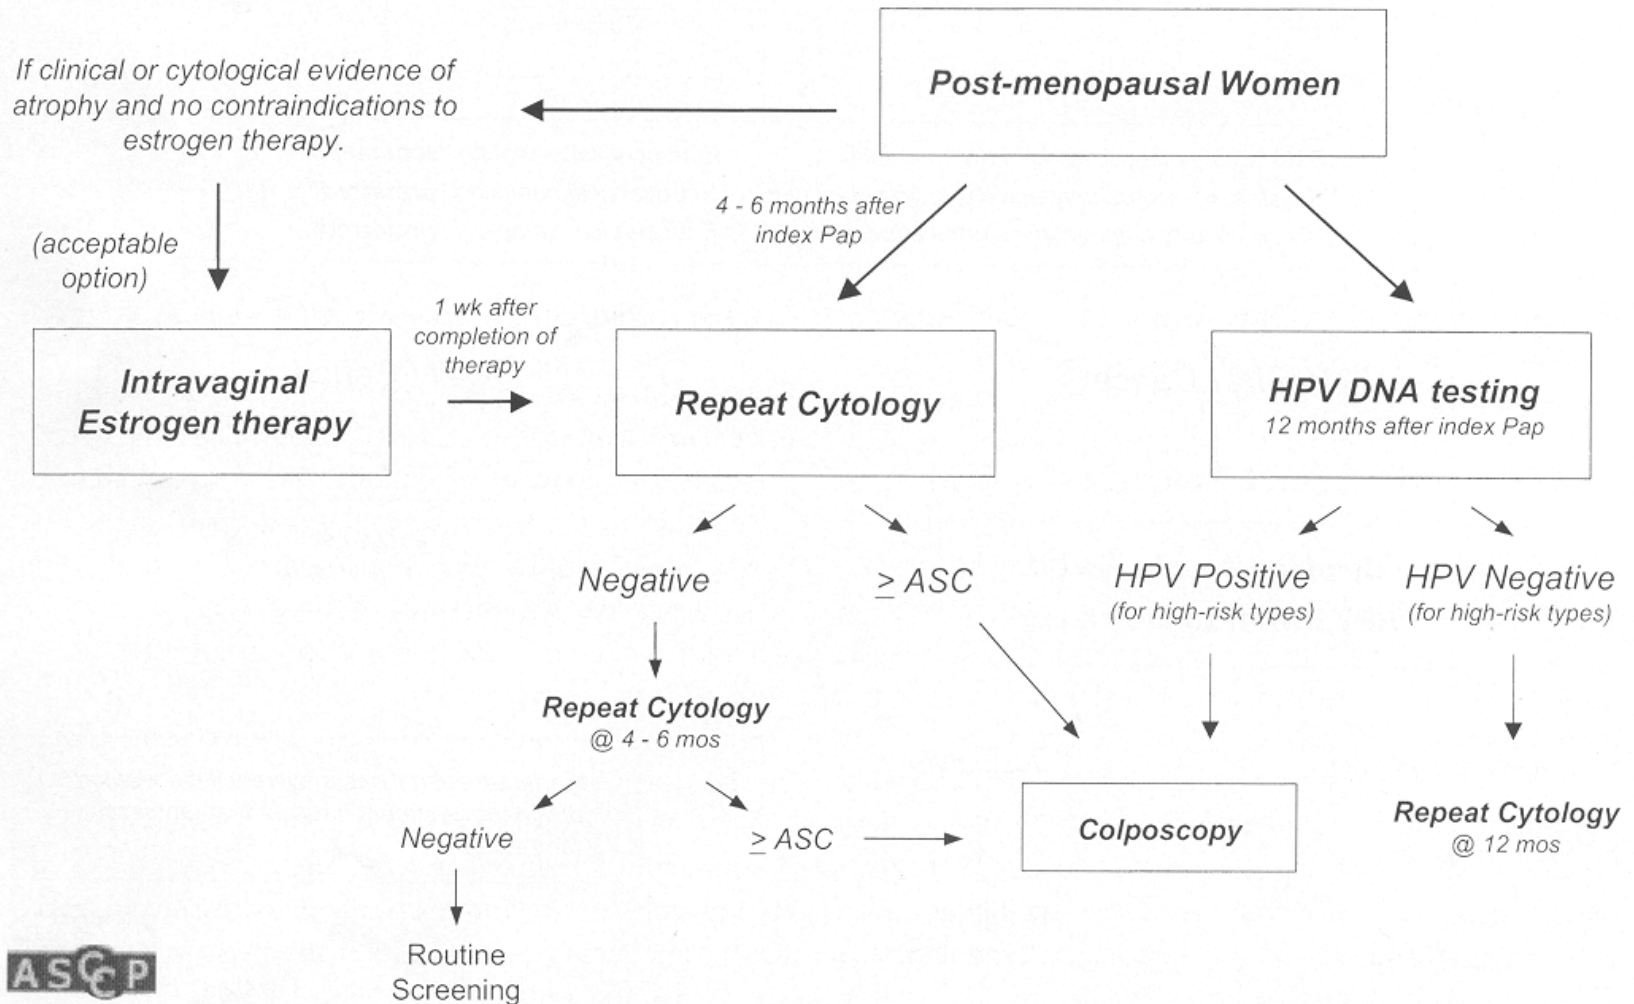 Post-menopausal Women
If clinical or cytological evidence of
atrophy and no contraindications to
estrogen therapy.
4 - 6 months after
index Pap
(acceptable
option)
1 wk after
completion of
therapy
Intravaginal
Estrogen therapy
Repeat Cytology
HPV DNA testing
12 months after index Pap
Negative
≥ ASC
HPV Positive
(for high-risk types)
HPV Negative
(for high-risk types)
Repeat Cytology
@ 4 - 6 mos
Negative
≥ ASC
Colposcopy
Repeat Cytology
@ 12 mos
Routine
Screening
ASCCP